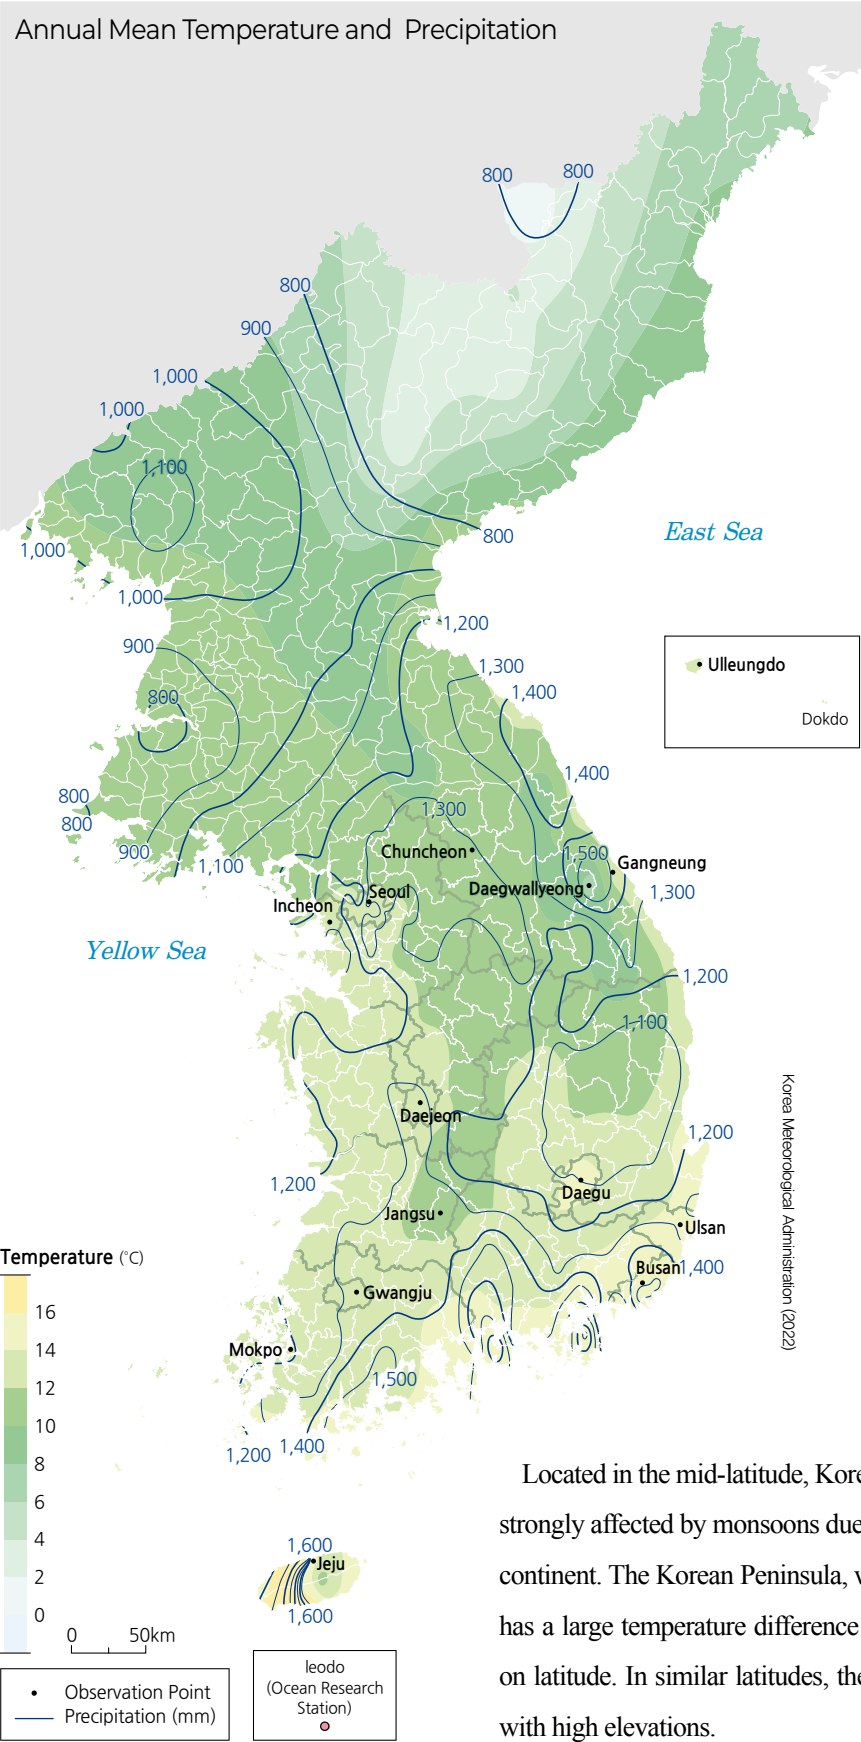 Annual Mean Temperature and Precipitation
800
800
800
900
1,000
1,000
1,100
1,000
800
1,000
1,200
900
1,300
1,400
800
1,400
800
800
900
1,100
1,300
1,500
1,300
1,200
1,100
1,200
1,200
1,400
1,500
1,200
1,400
1,600
1,600
East Sea
Yellow Sea
Ulleungdo
Dokdo
Chuncheon
Gangneung
Daegwallyeong
Seoul
Incheon
Daejeon
Daegu
Jangsu
Ulsan
Busan
Gwangju
Mokpo
Jeju
Korea Meteorological Administration (2022)
Temperature (°C)
16
14
12
10
8
6
4
2
0
0 50km
Observation Point
Precipitation (mm)
Ieodo
(Ocean Research
Station)
Located in the mid-latitude, Kore
strongly affected by monsoons due
continent. The Korean Peninsula, w
has a large temperature difference
on latitude. In similar latitudes, the
with high elevations.